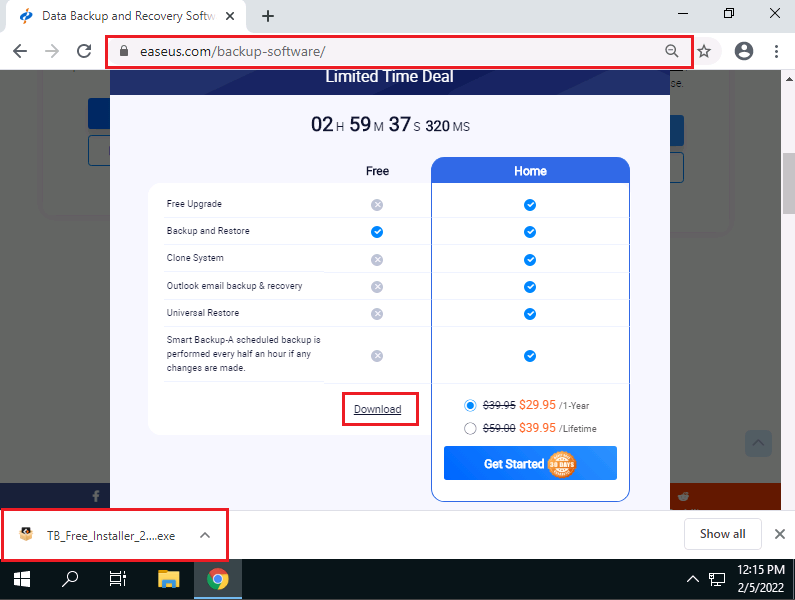 Data Backup and Recovery Softw
easeus.com/backup-software/
Limited Time Deal
se.
02 H 59 M 37 S 320 MS
Free
Home
Free Upgrade
Backup and Restore
Clone System
Outlook email backup & recovery
Universal Restore
Smart Backup-A scheduled backup is
performed every half an hour if any
changes are made.
Download
$39.95 $29.95 /1-Year
$59.00 $39.95 /Lifetime
Get Started
30 DAYS
TB_Free_Installer_2....exe
Show all
12:15 PM
2/5/2022